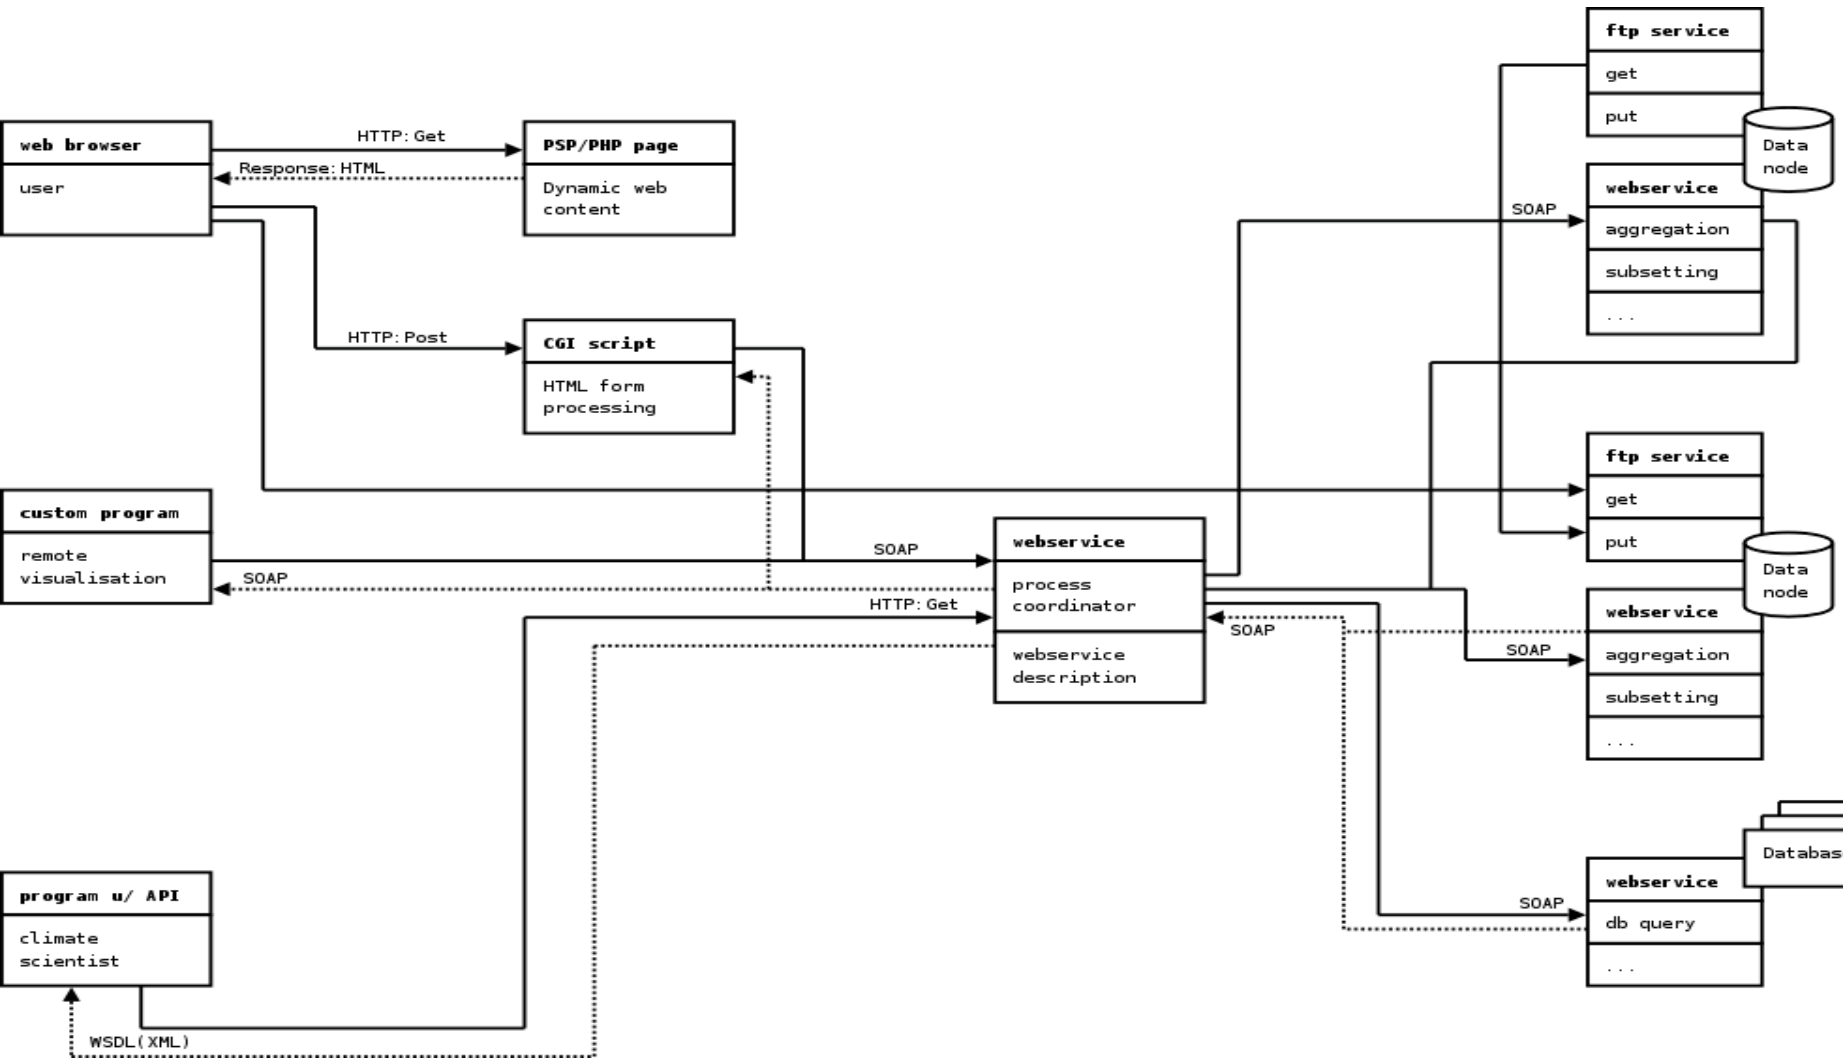 ftp service
get
put
Data
node
web browser
user
HTTP: Get
Response: HTML
PSP/PHP page
Dynamic web
content
webservice
SOAP
aggregation
subsetting
...
HTTP: Post
CGI script
HTML form
processing
ftp service
get
put
Data
node
custom program
remote
visualisation
SOAP
SOAP
HTTP: Get
webservice
process
coordinator
webservice
description
SOAP
webservice
SOAP
aggregation
subsetting
...
program u/ API
climate
scientist
WSDL(XML)
Databas
webservice
SOAP
db query
...